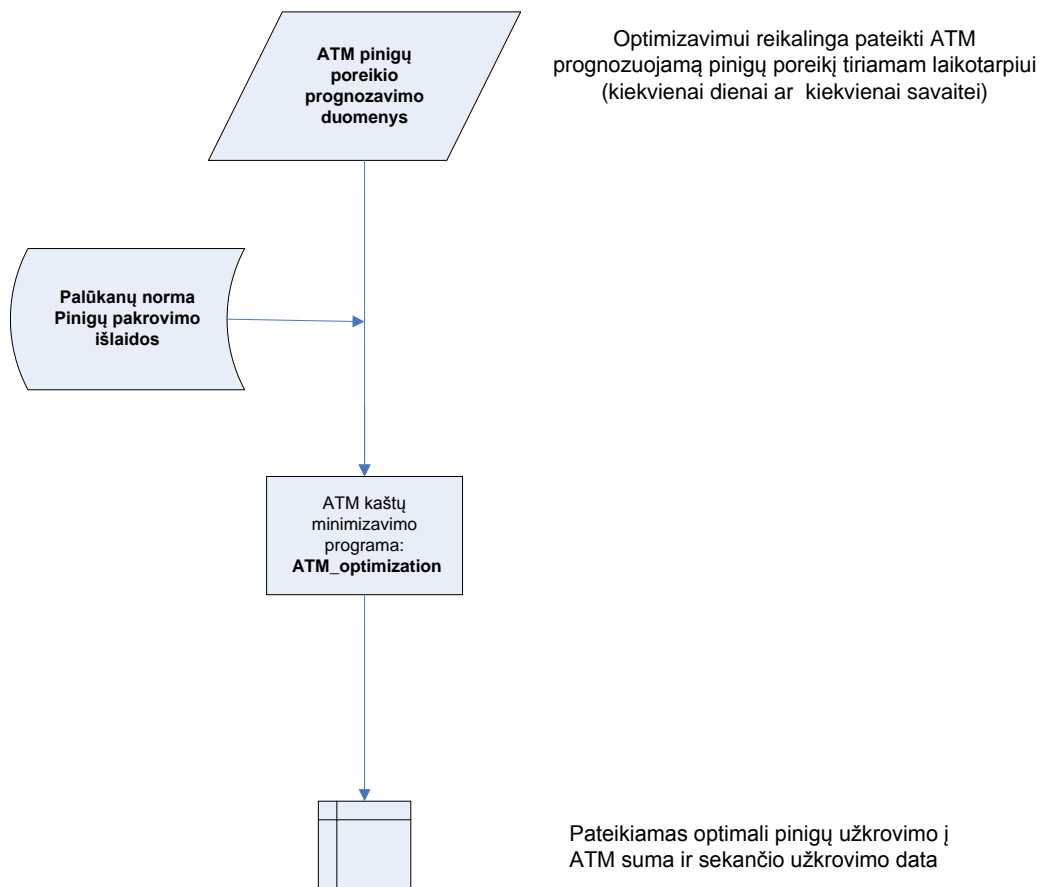 ATM pinigų
poreikio
prognozavimo
duomenys
Optimizavimui reikalinga pateikti ATM
prognozuojamą pinigų poreikį tiriamam laikotarpiui
(kiekvienai dienai ar kiekvienai savaitei)
Palūkanų norma
Pinigų pakrovimo
išlaidos
ATM kaštų
minimizavimo
programa:
ATM_optimization
Pateikiamas optimali pinigų užkrovimo į
ATM suma ir sekančio užkrovimo data